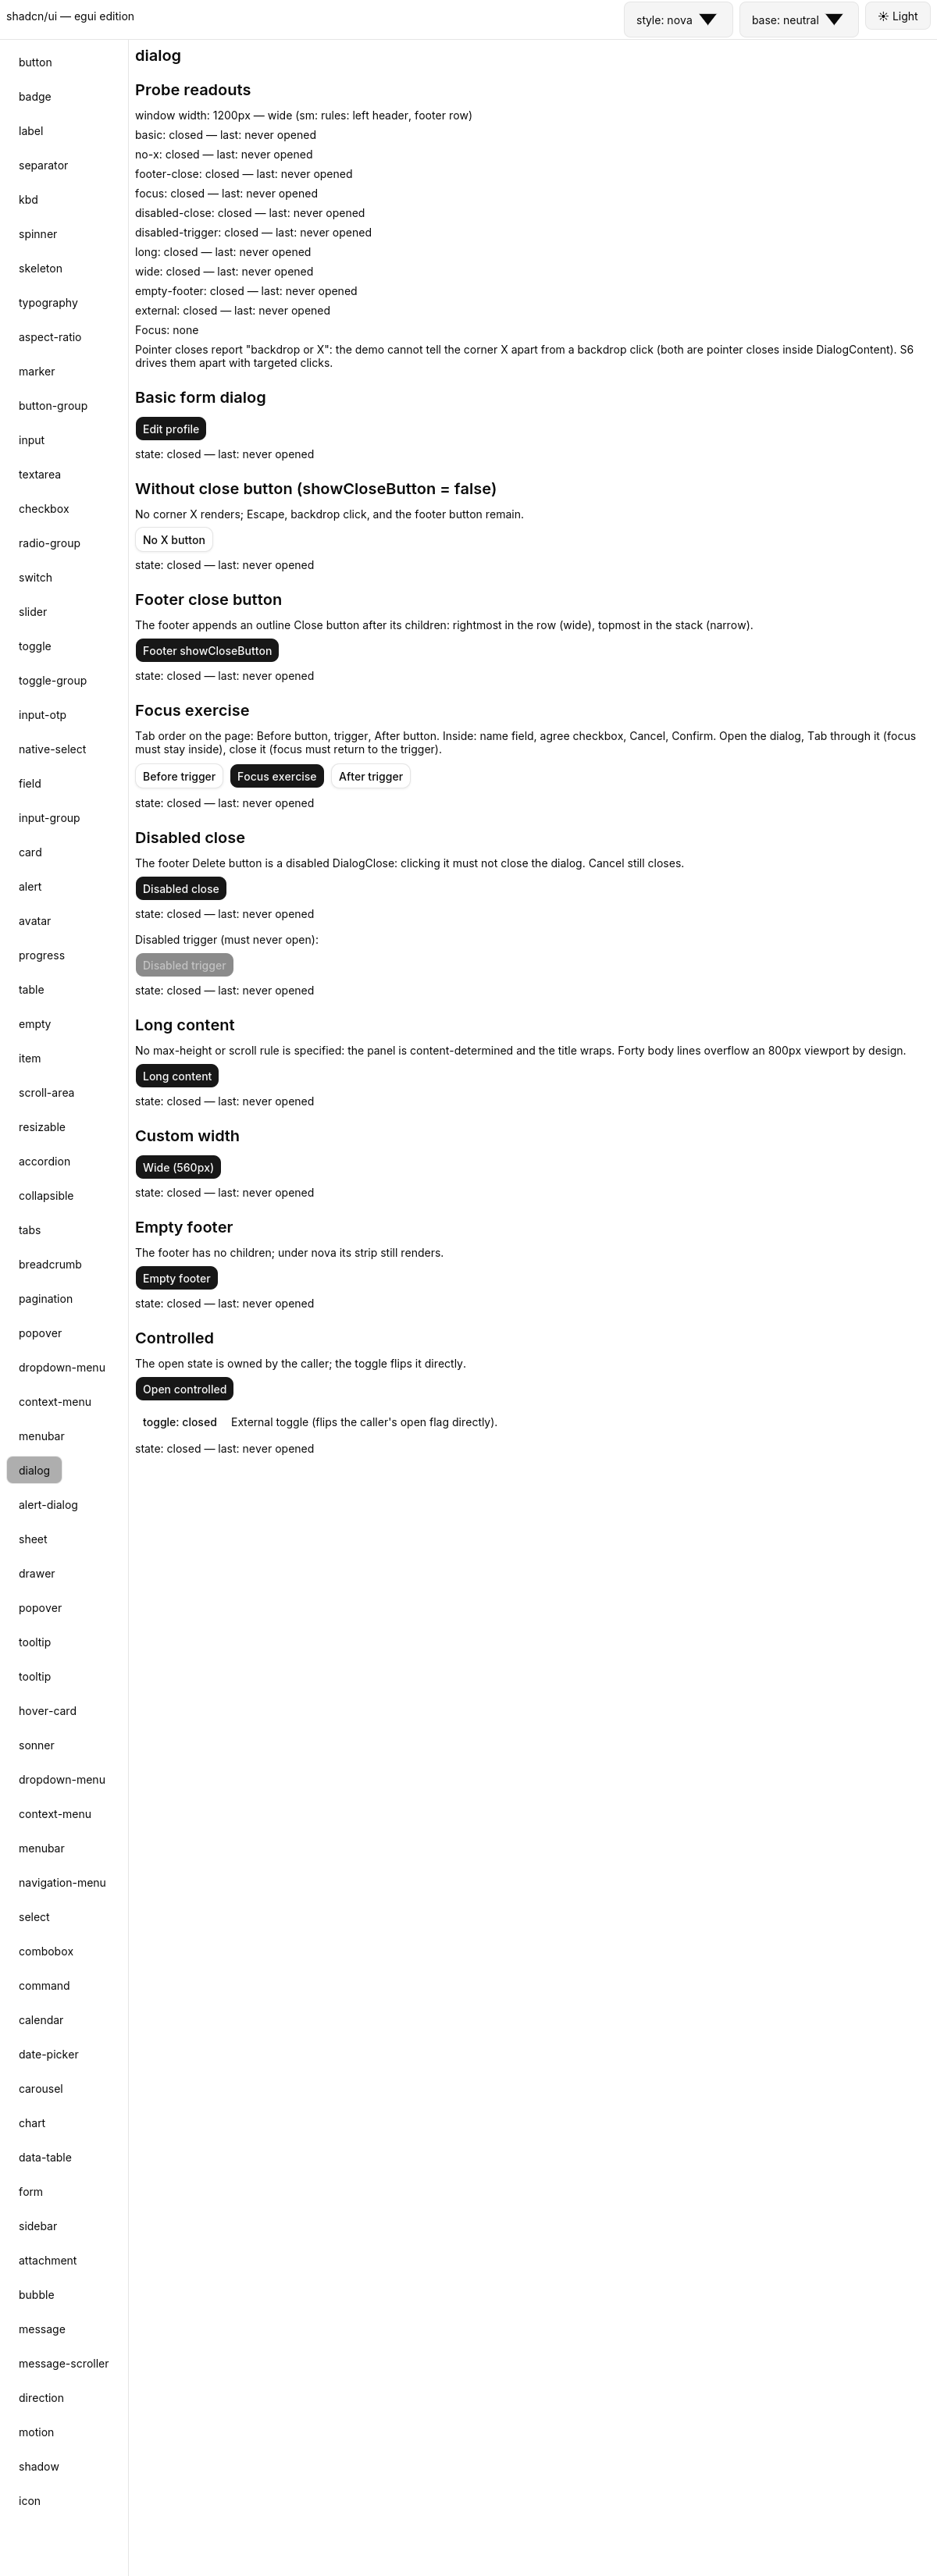 shadcn/ui — egui edition
style: nova
base: neutral
☀ Light
button
badge
label
separator
kbd
spinner
skeleton
typography
aspect-ratio
marker
button-group
input
textarea
checkbox
radio-group
switch
slider
toggle
toggle-group
input-otp
native-select
field
input-group
card
alert
avatar
progress
table
empty
item
scroll-area
resizable
accordion
collapsible
tabs
breadcrumb
pagination
popover
dropdown-menu
context-menu
menubar
dialog
alert-dialog
sheet
drawer
popover
tooltip
tooltip
hover-card
sonner
dropdown-menu
context-menu
menubar
navigation-menu
select
combobox
command
calendar
date-picker
carousel
chart
data-table
form
sidebar
attachment
bubble
message
message-scroller
direction
motion
shadow
icon
dialog
Probe readouts
window width: 1200px — wide (sm: rules: left header, footer row)
basic: closed — last: never opened
no-x: closed — last: never opened
footer-close: closed — last: never opened
focus: closed — last: never opened
disabled-close: closed — last: never opened
disabled-trigger: closed — last: never opened
long: closed — last: never opened
wide: closed — last: never opened
empty-footer: closed — last: never opened
external: closed — last: never opened
Focus: none
Pointer closes report "backdrop or X": the demo cannot tell the corner X apart from a backdrop click (both are pointer closes inside DialogContent). S6
drives them apart with targeted clicks.
Basic form dialog
Edit profile
state: closed — last: never opened
Without close button (showCloseButton = false)
No corner X renders; Escape, backdrop click, and the footer button remain.
No X button
state: closed — last: never opened
Footer close button
The footer appends an outline Close button after its children: rightmost in the row (wide), topmost in the stack (narrow).
Footer showCloseButton
state: closed — last: never opened
Focus exercise
Tab order on the page: Before button, trigger, After button. Inside: name field, agree checkbox, Cancel, Confirm. Open the dialog, Tab through it (focus
must stay inside), close it (focus must return to the trigger).
Before trigger
Focus exercise
After trigger
state: closed — last: never opened
Disabled close
The footer Delete button is a disabled DialogClose: clicking it must not close the dialog. Cancel still closes.
Disabled close
state: closed — last: never opened
Disabled trigger (must never open):
Disabled trigger
state: closed — last: never opened
Long content
No max-height or scroll rule is specified: the panel is content-determined and the title wraps. Forty body lines overflow an 800px viewport by design.
Long content
state: closed — last: never opened
Custom width
Wide (560px)
state: closed — last: never opened
Empty footer
The footer has no children; under nova its strip still renders.
Empty footer
state: closed — last: never opened
Controlled
The open state is owned by the caller; the toggle flips it directly.
Open controlled
toggle: closed
External toggle (flips the caller's open flag directly).
state: closed — last: never opened